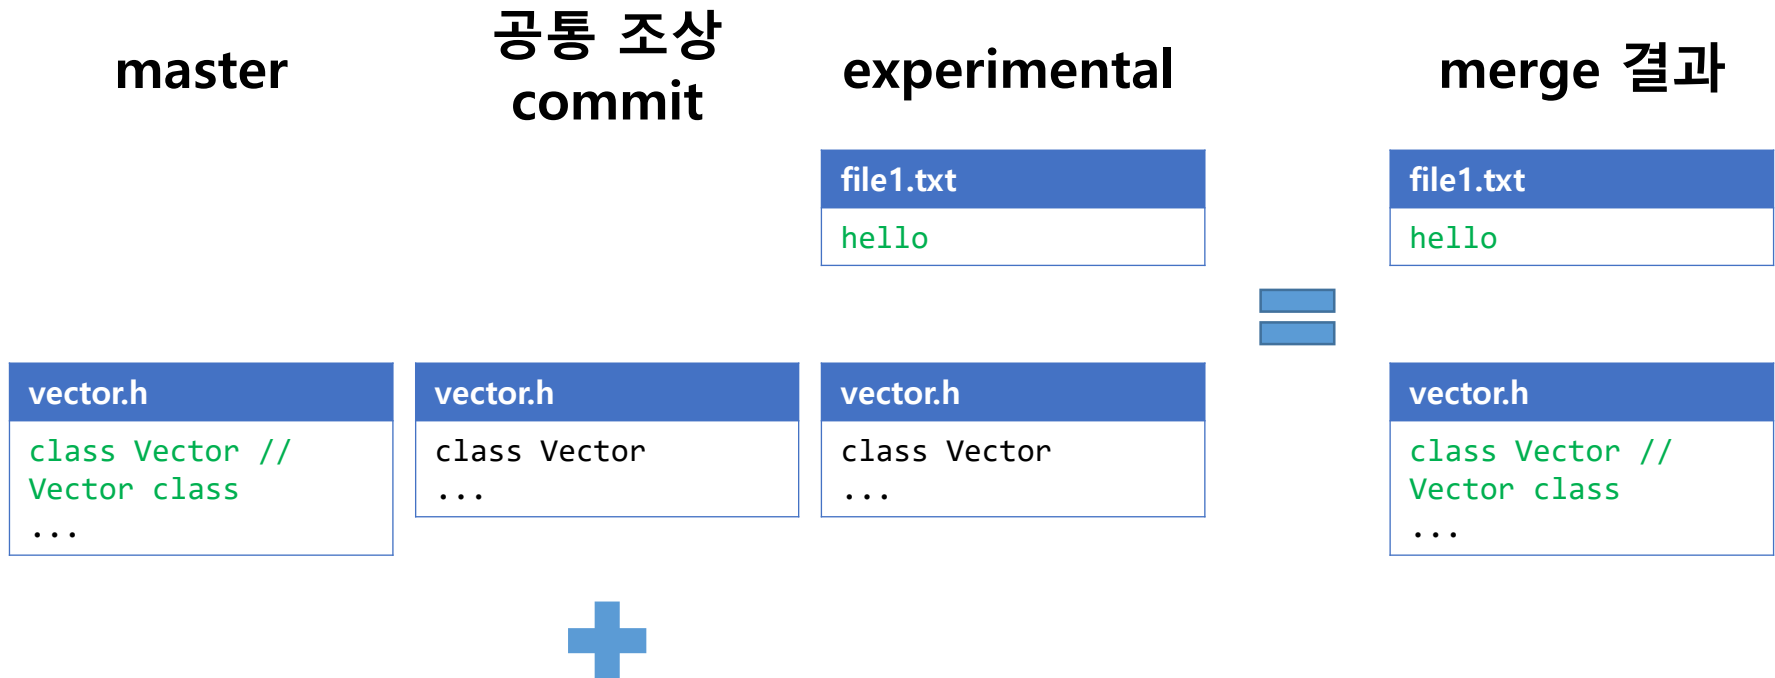 master
공통 조상
commit
experimental
merge 결과
file1.txt
hello
file1.txt
hello
vector.h
class Vector //
Vector class
...
vector.h
class Vector
...
vector.h
class Vector
...
vector.h
class Vector //
Vector class
...